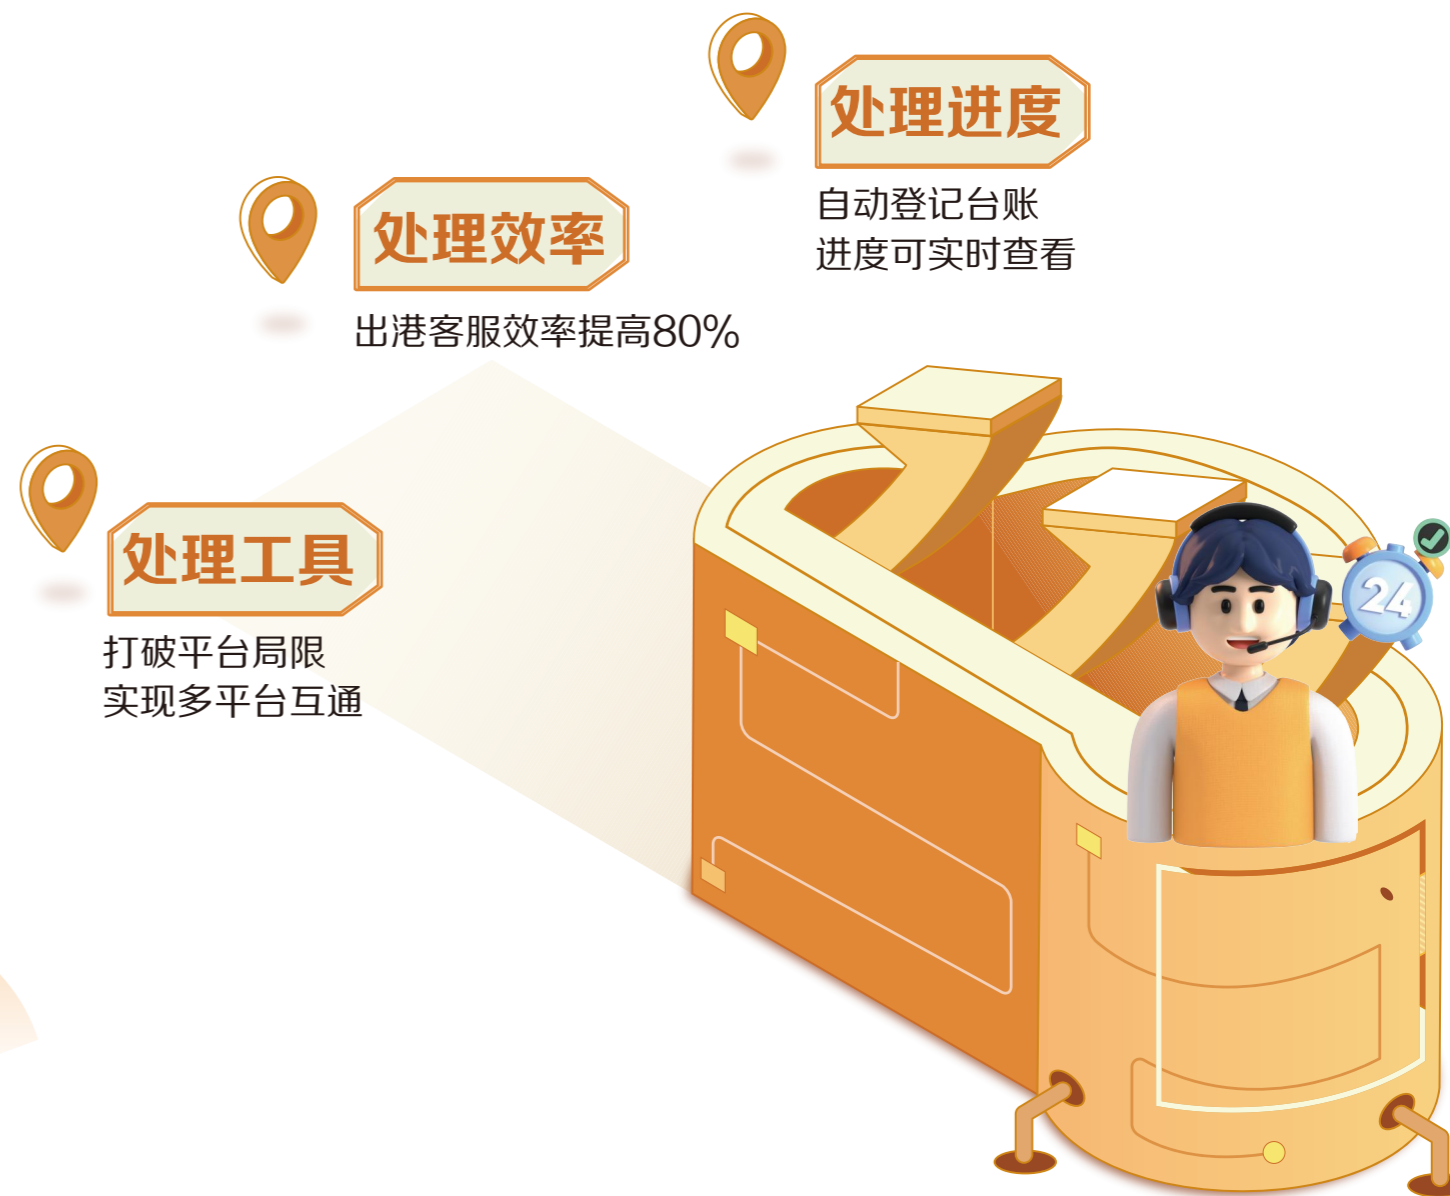 处理进度
自动登记台账
进度可实时查看
处理效率
出港客服效率提高80%
处理工具
打破平台局限
实现多平台互通
24